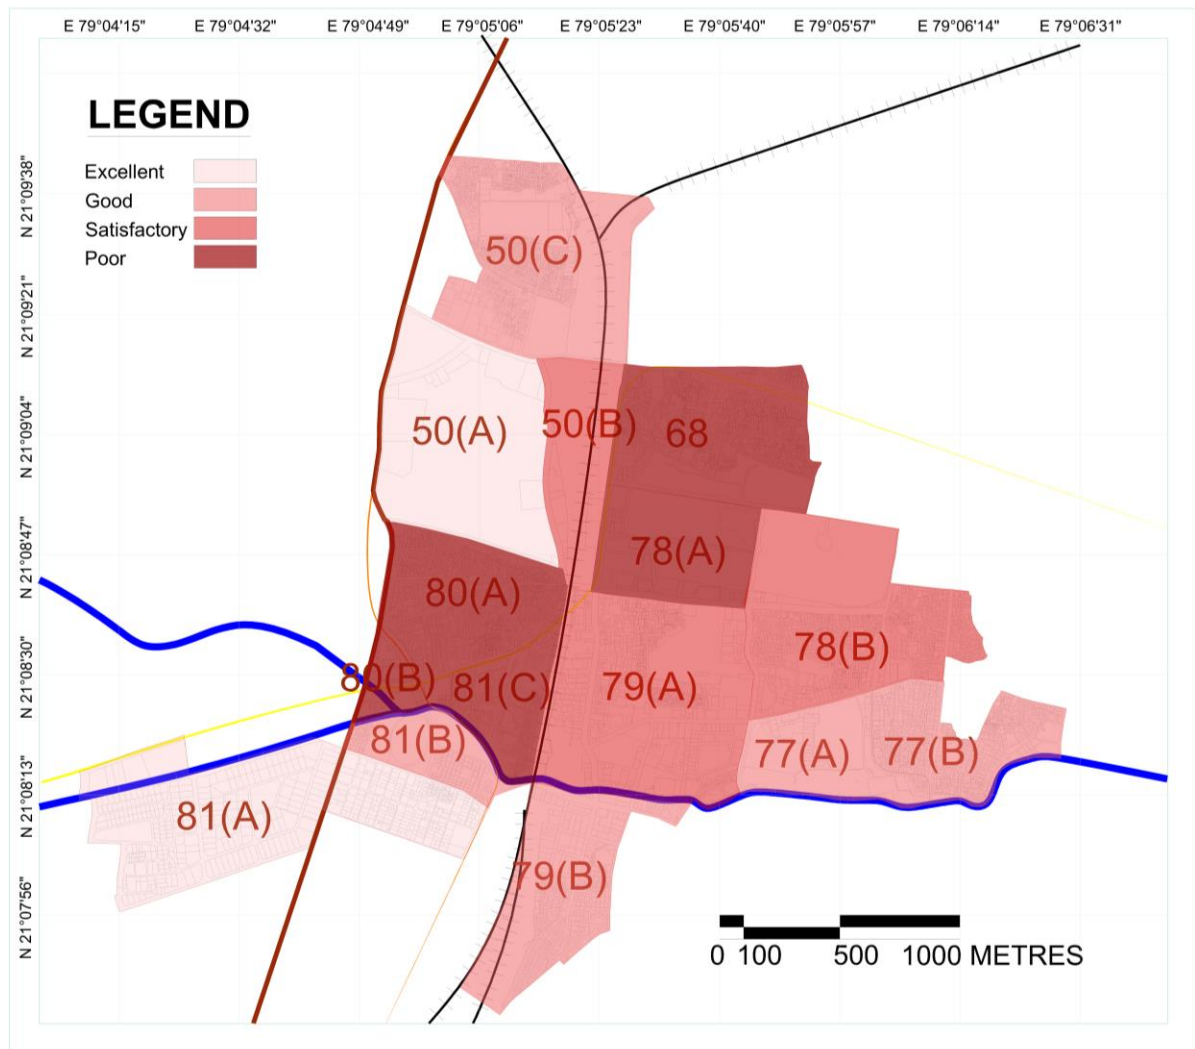 E 79°04'15" E 79°04'32" E 79°04'49" E 79°05'06" E 79°05'23" E 79°05'40" E 79°05'57" E 79°06'14" E 79°06'31"
LEGEND
Excellent
Good
Satisfactory
Poor
N 21°09'38"
N 21°09'21"
N 21°09'04"
N 21°08'47"
N 21°08'30"
N 21°08'13"
N 21°07'56"
50(C)
50(A)
50(B)
68
78(A)
80(A)
78(B)
80(B)
81(C)
79(A)
81(B)
77(A)
77(B)
81(A)
79(B)
0 100 500 1000 METRES